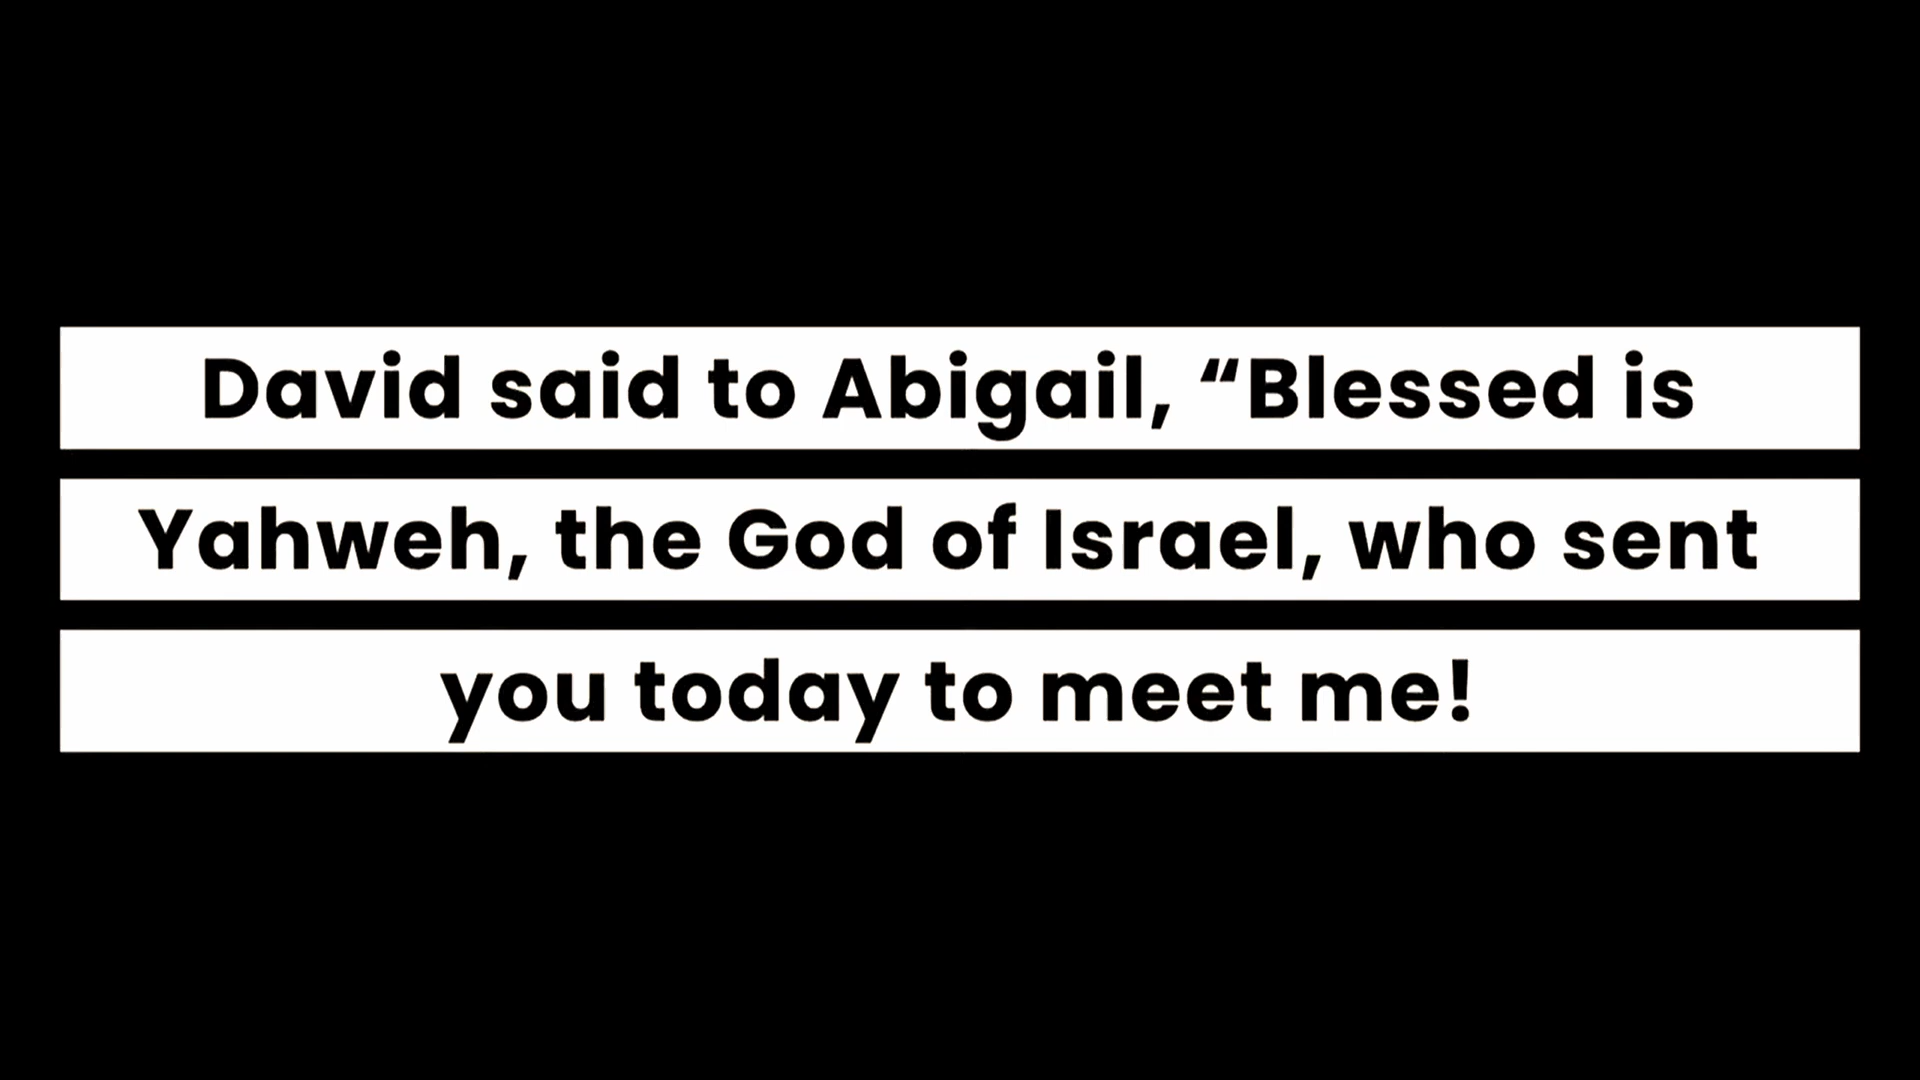 David said to Abigail, “Blessed is
Yahweh, the God of Israel, who sent
you today to meet me!